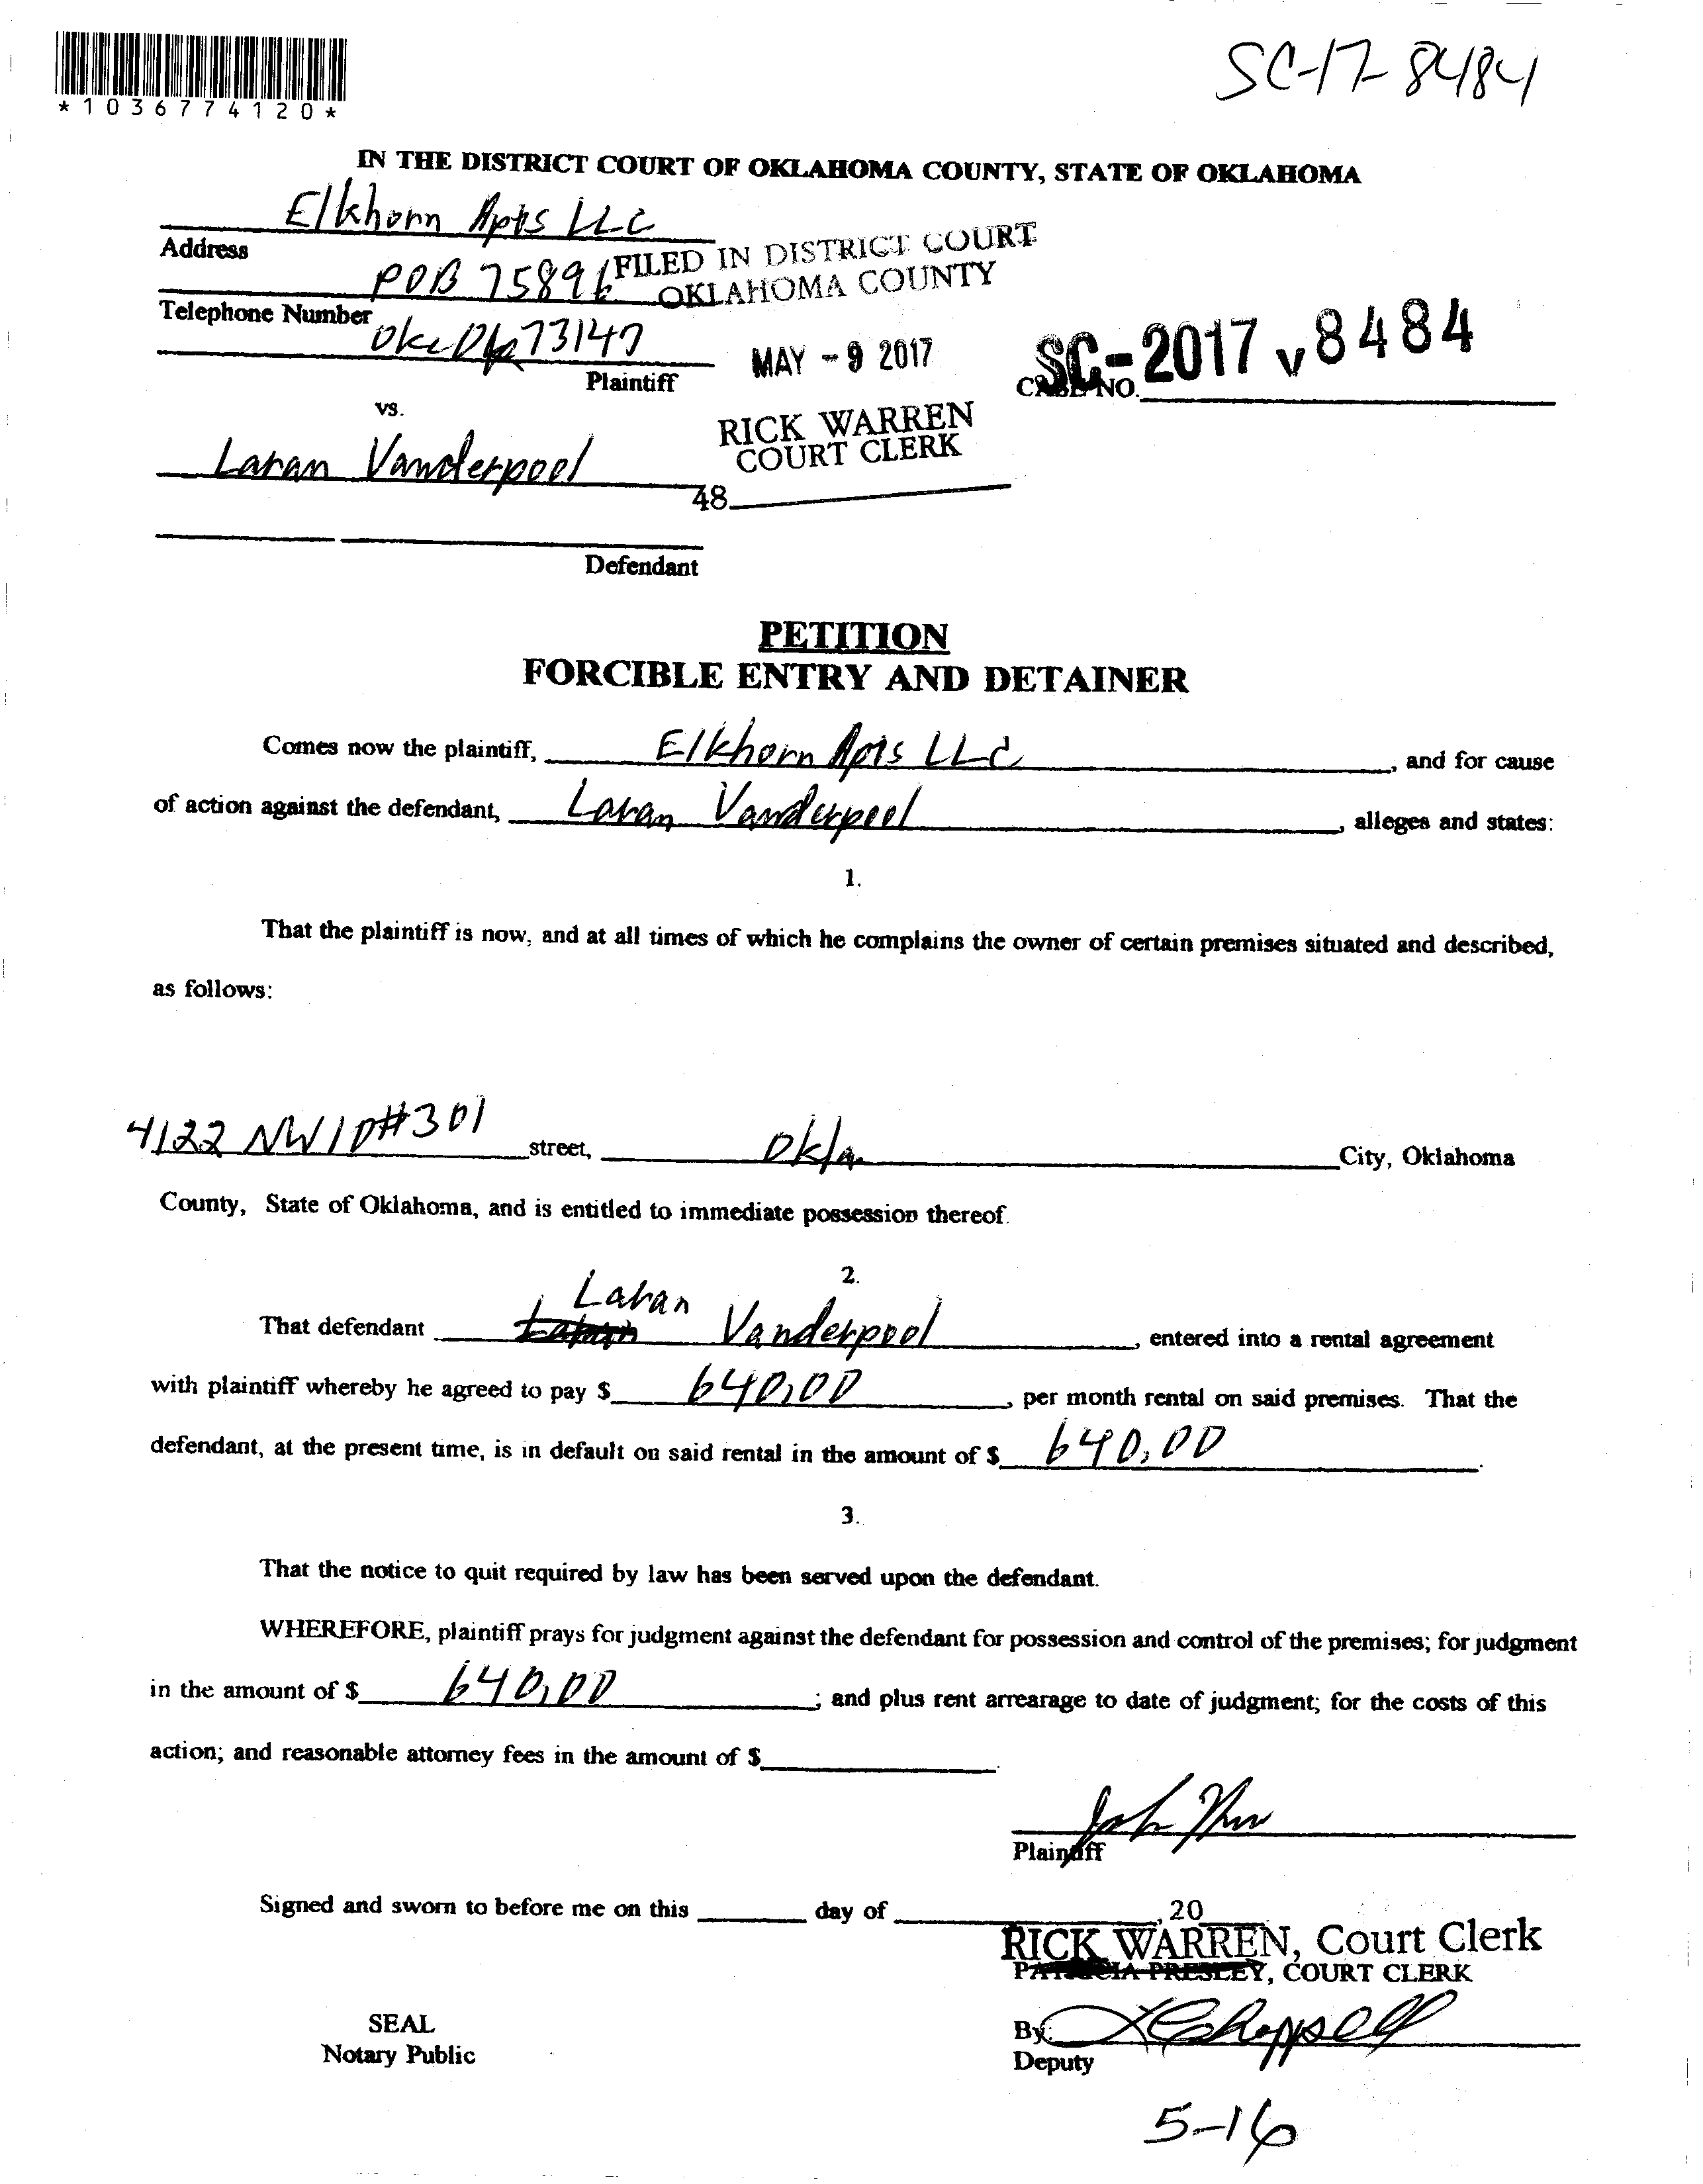 *1036774120*
SC-17-8484
IN THE DISTRICT COURT OF OKLAHOMA COUNTY, STATE OF OKLAHOMA
Elkhorn Apts LLC
Address
POB 75896
FILED IN DISTRICT COURT
OKLAHOMA COUNTY
Telephone Number
Okc Okla 73147
Plaintiff
MAY - 9 2017
SC-2017 v 8484
CASE NO.
vs.
RICK WARREN
COURT CLERK
Laran Vanderpool
48
Defendant
PETITION
FORCIBLE ENTRY AND DETAINER
Comes now the plaintiff, Elkhorn Apts LLC, and for cause
of action against the defendant, Laran Vanderpool, alleges and states:
1.
That the plaintiff is now, and at all times of which he complains the owner of certain premises situated and described,
as follows:
4122 NW 10 #301 street, Okla City, Oklahoma
County, State of Oklahoma, and is entitled to immediate possession thereof.
2.
Laran
That defendant Vanderpool, entered into a rental agreement
with plaintiff whereby he agreed to pay $ 640.00, per month rental on said premises. That the
defendant, at the present time, is in default on said rental in the amount of $ 640.00.
3.
That the notice to quit required by law has been served upon the defendant.
WHEREFORE, plaintiff prays for judgment against the defendant for possession and control of the premises; for judgment
in the amount of $ 640.00; and plus rent arrearage to date of judgment; for the costs of this
action; and reasonable attorney fees in the amount of $
Plaintiff
Signed and sworn to before me on this day of , 20
RICK WARREN, Court Clerk
PATRICIA PRESLEY, COURT CLERK
SEAL
Notary Public
By:
Deputy
5-16